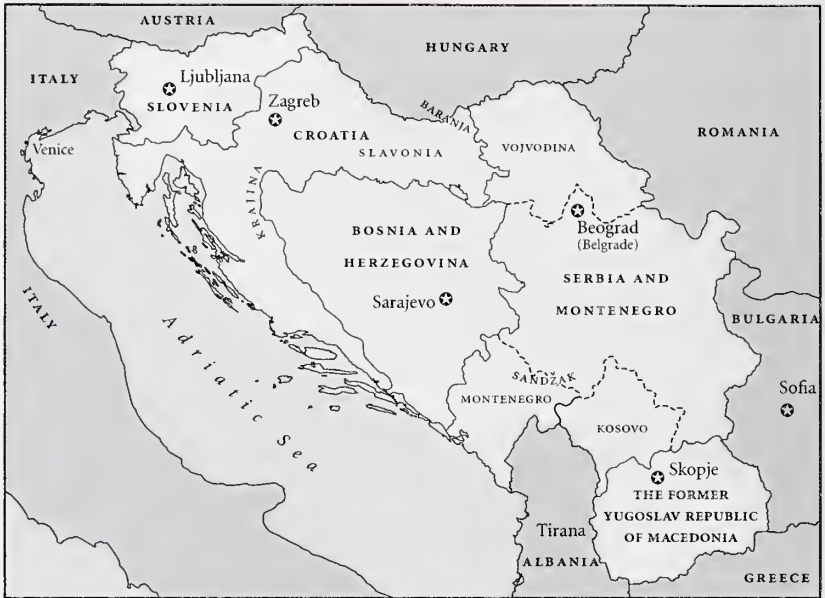 AUSTRIA
HUNGARY
ITALY
Ljubljana
SLOVENIA
Zagreb
CROATIA
BARANJA
SLAVONIA
VOJVODINA
ROMANIA
Venice
KRAJINA
BOSNIA AND
HERZEGOVINA
Sarajevo
Beograd
(Belgrade)
SERBIA AND
MONTENEGRO
BULGARIA
ITALY
Adriatic Sea
SANDŽAK
MONTENEGRO
KOSOVO
Sofia
Skopje
THE FORMER
YUGOSLAV REPUBLIC
OF MACEDONIA
Tirana
ALBANIA
GREECE